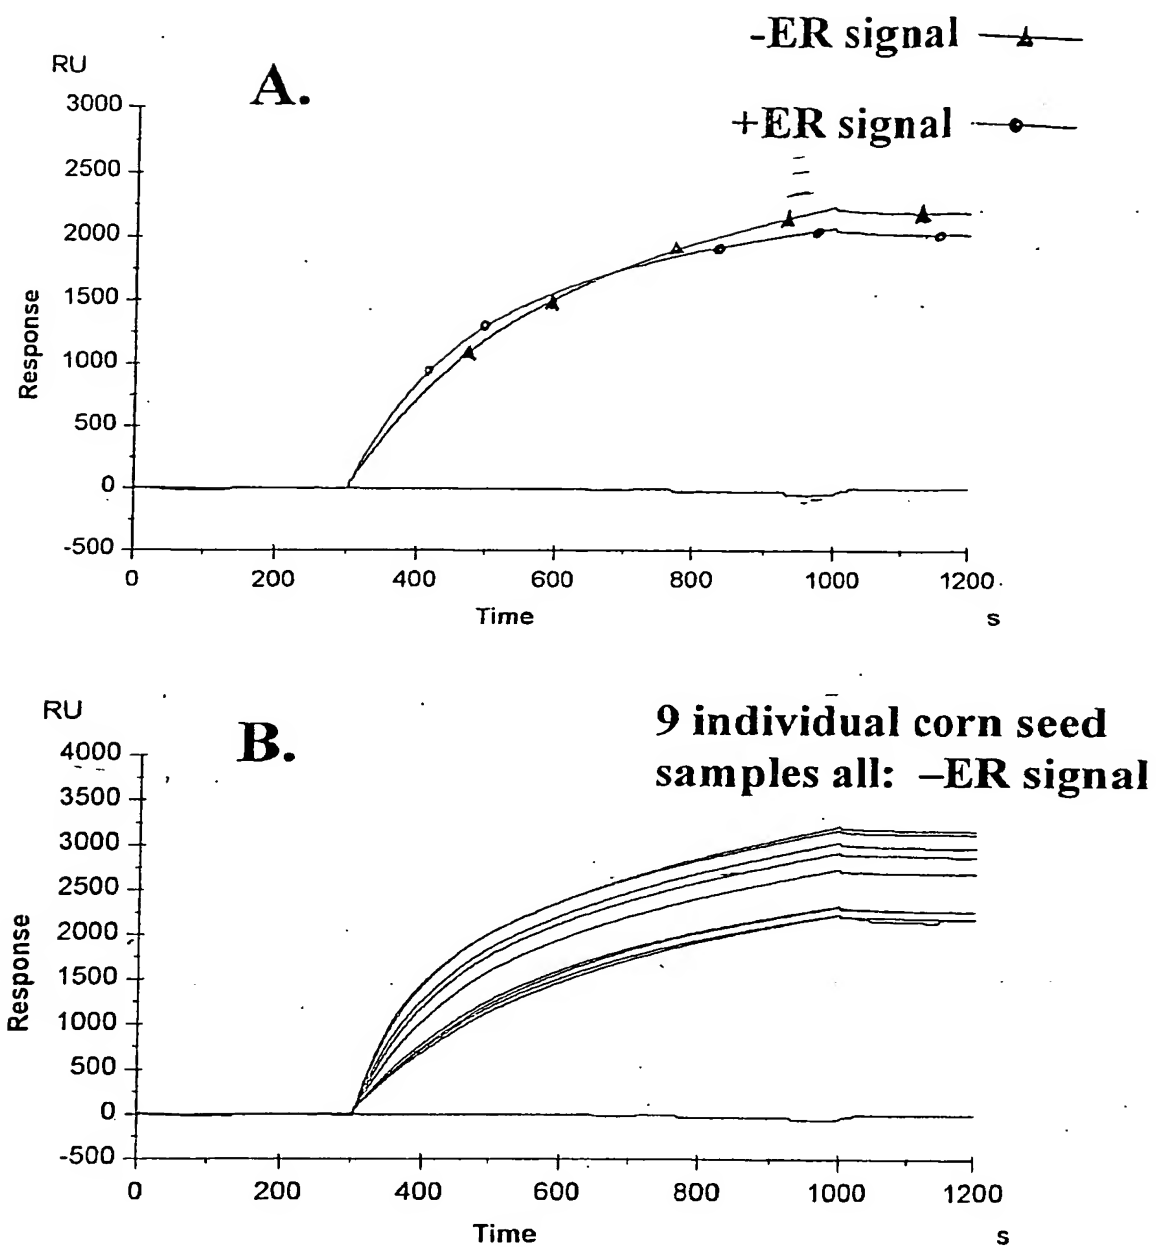 -ER signal
RU
A.
+ER signal
3000
2500
2000
1500
1000
500
0
-500
Response
0 200 400 600 800 1000 1200
Time s
RU
B.
9 individual corn seed
samples all: –ER signal
4000
3500
3000
2500
2000
1500
1000
500
0
-500
Response
0 200 400 600 800 1000 1200
Time s